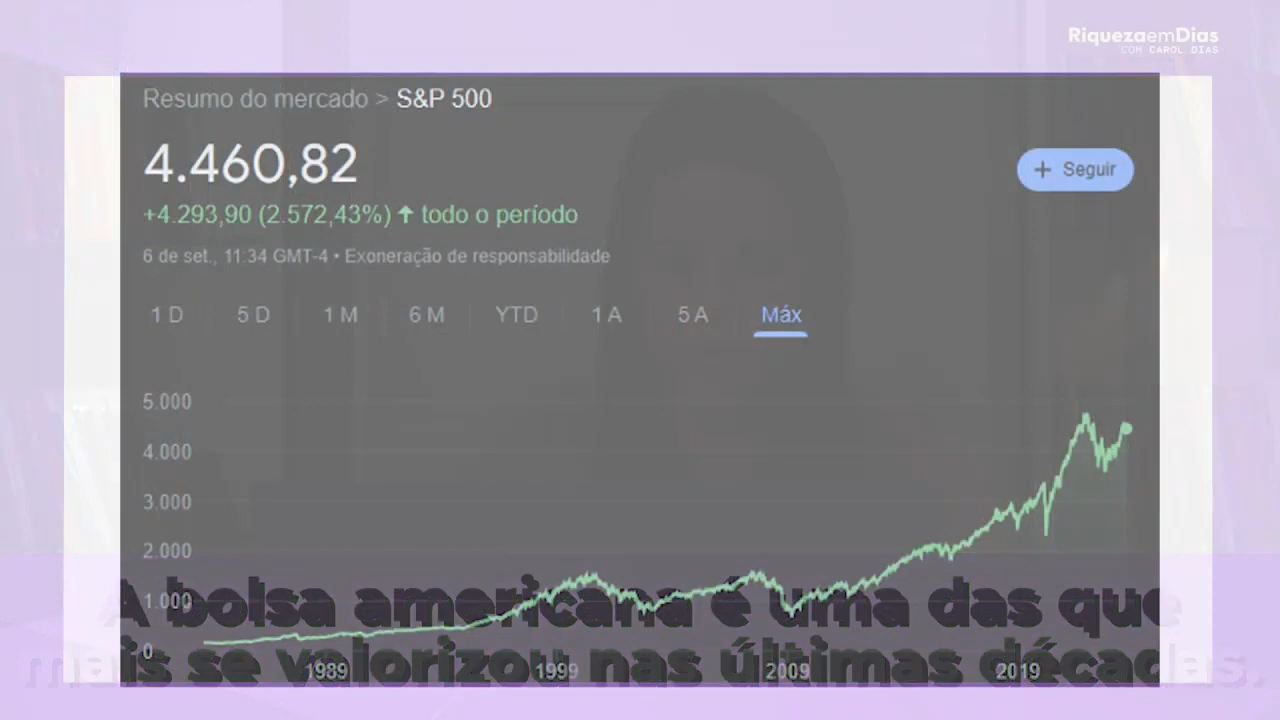 RiquezaemDias
COM CAROL DIAS
Resumo do mercado > S&P 500
4.460,82
+ Seguir
+4.293,90 (2.572,43%) ↑ todo o período
6 de set., 11:34 GMT-4 • Exoneração de responsabilidade
1 D 5 D 1 M 6 M YTD 1 A 5 A Máx
5.000
4.000
3.000
2.000
1.000
0
1989 1999 2009 2019
A bolsa americana é uma das que
mais se valorizou nas últimas décadas.